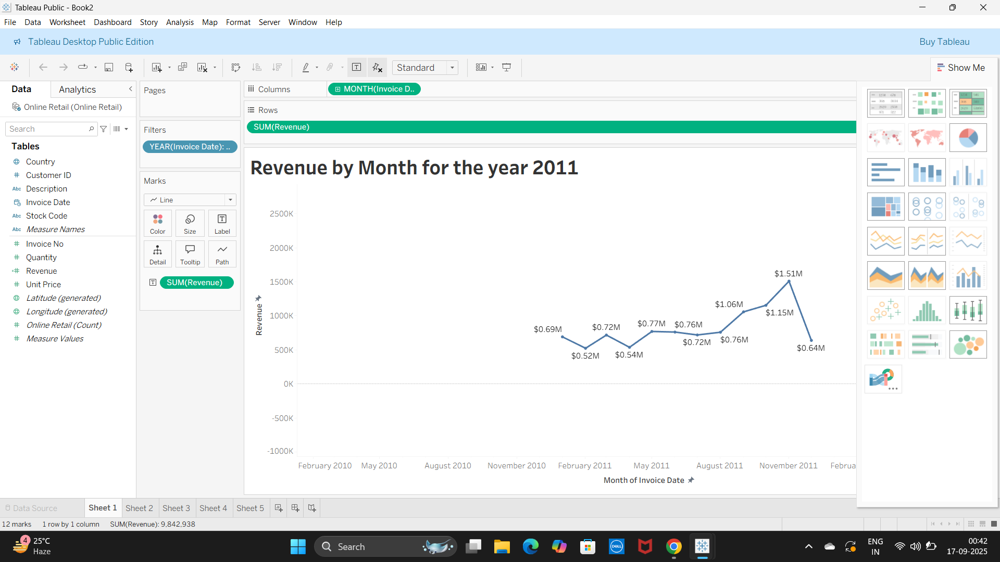 Tableau Public - Book2
File Data Worksheet Dashboard Story Analysis Map Format Server Window Help
Tableau Desktop Public Edition
Buy Tableau
Standard
Show Me
Data
Analytics
Online Retail (Online Retail)
Search
Tables
Country
Customer ID
Abc Description
Invoice Date
Abc Stock Code
Abc Measure Names
Invoice No
Quantity
Revenue
Unit Price
Latitude (generated)
Longitude (generated)
Online Retail (Count)
Measure Values
Pages
Filters
YEAR(Invoice Date): ..
Marks
Line
Color Size Label
Detail Tooltip Path
SUM(Revenue)
Columns
MONTH(Invoice D..
Rows
SUM(Revenue)
Revenue by Month for the year 2011
2500K
2000K
1500K
1000K
500K
0K
-500K
-1000K
Revenue
$0.69M
$0.52M
$0.72M
$0.54M
$0.77M
$0.76M
$0.72M
$0.76M
$1.06M
$1.15M
$1.51M
$0.64M
February 2010 May 2010 August 2010 November 2010 February 2011 May 2011 August 2011 November 2011 Februa
Month of Invoice Date
Data Source Sheet 1 Sheet 2 Sheet 3 Sheet 4 Sheet 5
12 marks 1 row by 1 column SUM(Revenue): 9,842,938
4
25°C
Haze
Search
DELL
ENG
IN
00:42
17-09-2025